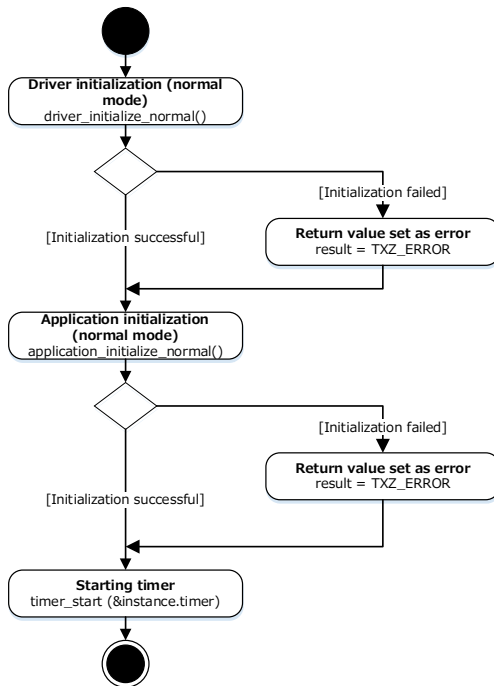 Driver initialization (normal
mode)
driver_initialize_normal()
[Initialization failed]
Return value set as error
result = TXZ_ERROR
[Initialization successful]
Application initialization
(normal mode)
application_initialize_normal()
[Initialization failed]
Return value set as error
result = TXZ_ERROR
[Initialization successful]
Starting timer
timer_start (&instance.timer)